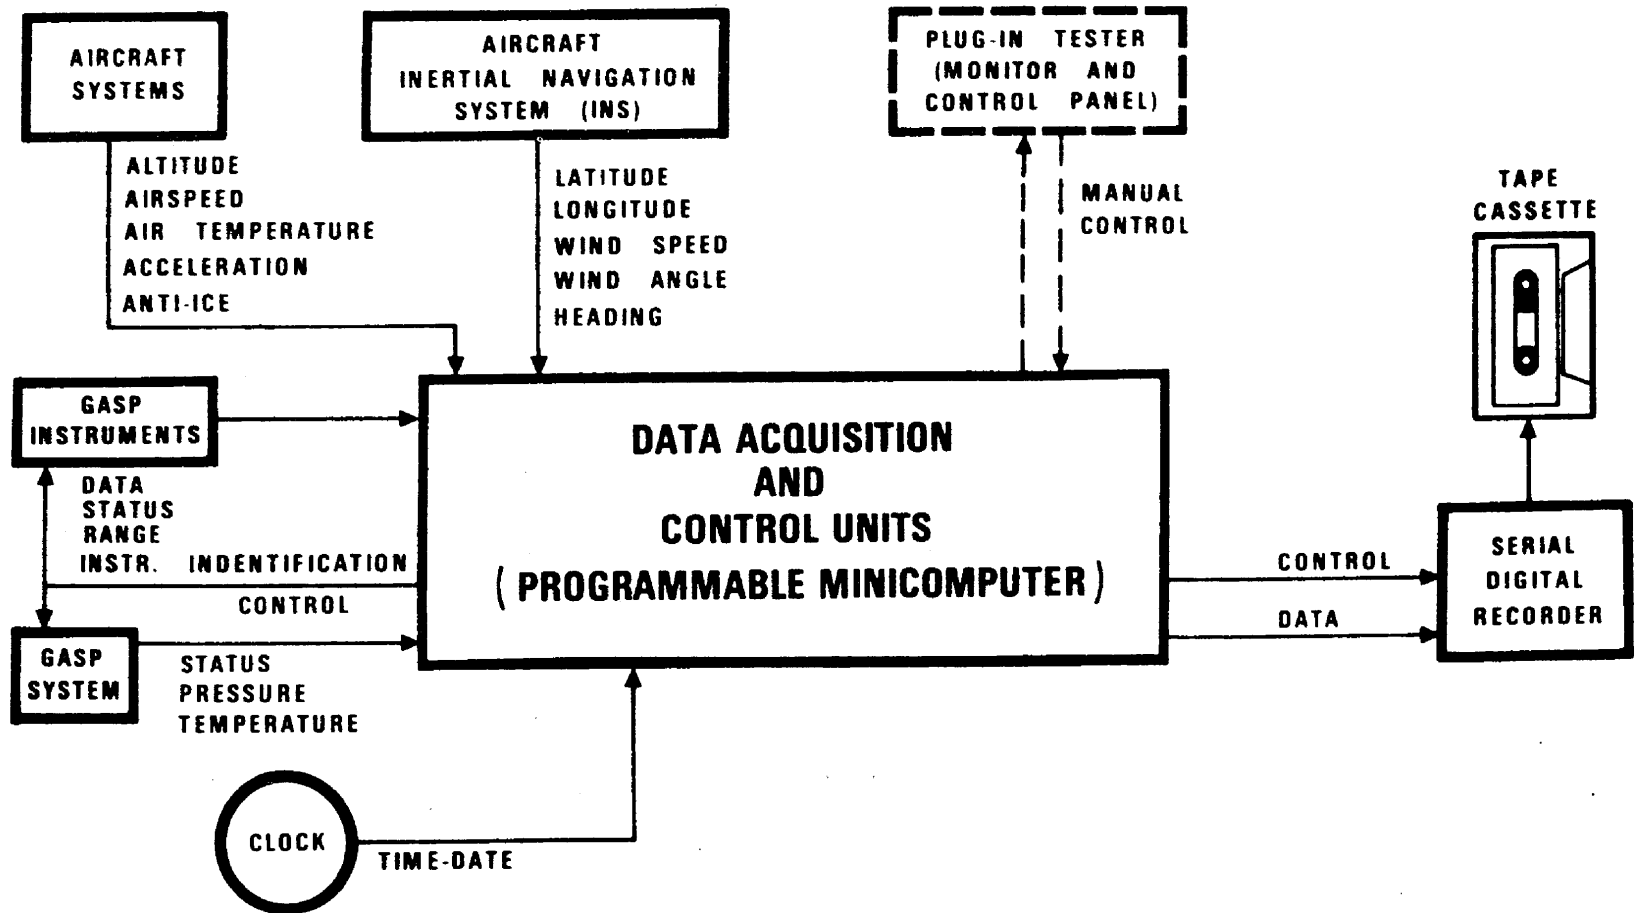 AIRCRAFT
SYSTEMS
AIRCRAFT
INERTIAL NAVIGATION
SYSTEM (INS)
PLUG-IN TESTER
(MONITOR AND
CONTROL PANEL)
ALTITUDE
AIRSPEED
AIR TEMPERATURE
ACCELERATION
ANTI-ICE
LATITUDE
LONGITUDE
WIND SPEED
WIND ANGLE
HEADING
MANUAL
CONTROL
TAPE
CASSETTE
GASP
INSTRUMENTS
DATA
STATUS
RANGE
INSTR. INDENTIFICATION
CONTROL
DATA ACQUISITION
AND
CONTROL UNITS
(PROGRAMMABLE MINICOMPUTER)
CONTROL
DATA
SERIAL
DIGITAL
RECORDER
GASP
SYSTEM
STATUS
PRESSURE
TEMPERATURE
CLOCK
TIME-DATE